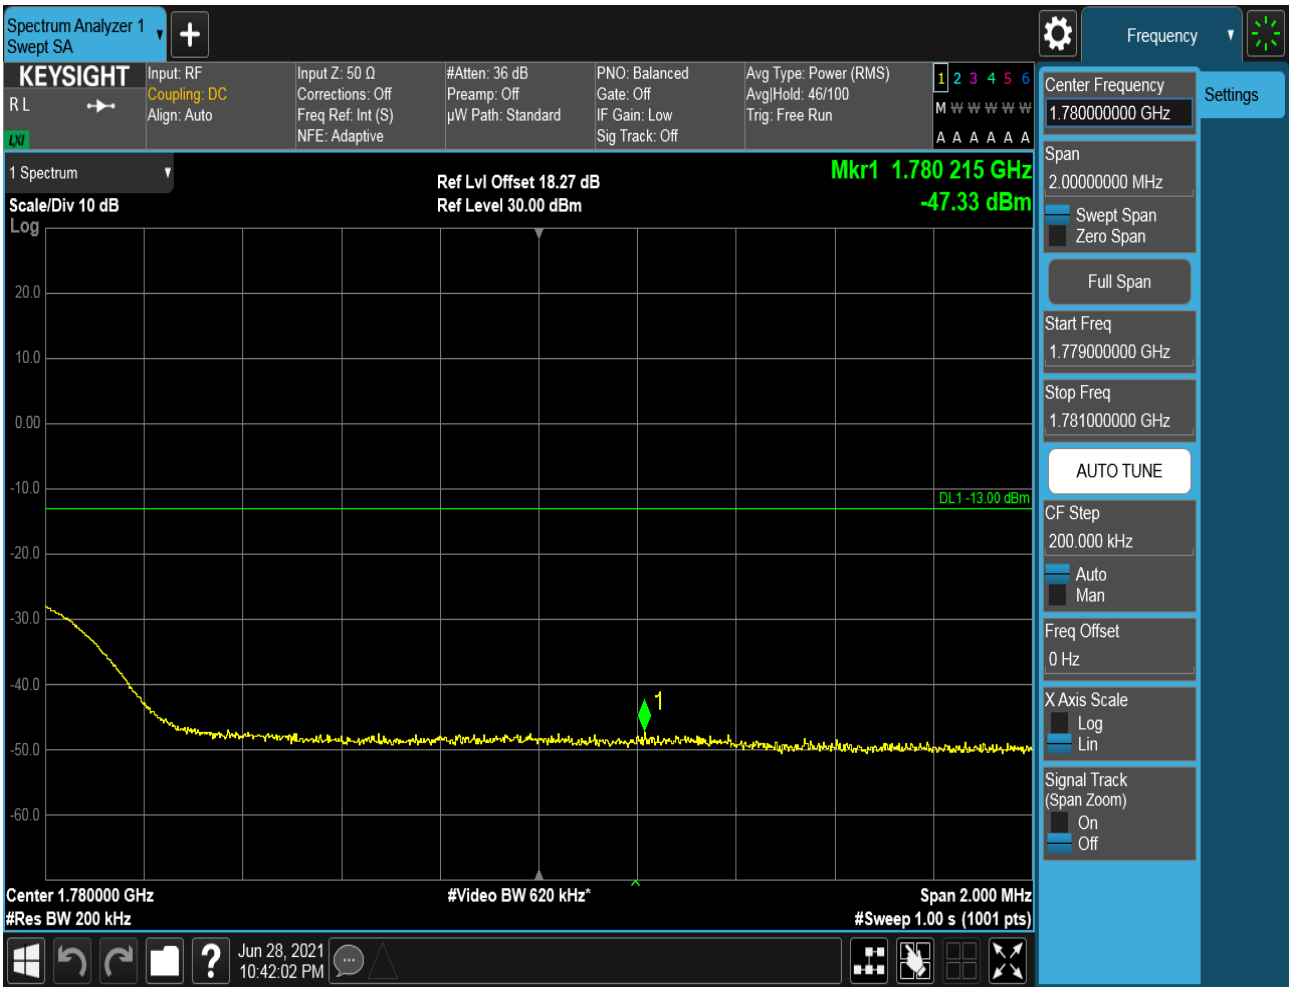 Spectrum Analyzer 1
Swept SA
Frequency
KEYSIGHT
R L
LXI
Input: RF
Coupling: DC
Align: Auto
Input Z: 50 Ω
Corrections: Off
Freq Ref: Int (S)
NFE: Adaptive
#Atten: 36 dB
Preamp: Off
µW Path: Standard
PNO: Balanced
Gate: Off
IF Gain: Low
Sig Track: Off
Avg Type: Power (RMS)
Avg|Hold: 46/100
Trig: Free Run
1 2 3 4 5 6
M W W W W W
A A A A A A
1 Spectrum
Scale/Div 10 dB
Log
Ref Lvl Offset 18.27 dB
Ref Level 30.00 dBm
Mkr1 1.780 215 GHz
-47.33 dBm
20.0
10.0
0.00
-10.0
DL1 -13.00 dBm
-20.0
-30.0
-40.0
1
-50.0
-60.0
Center 1.780000 GHz
#Video BW 620 kHz*
Span 2.000 MHz
#Res BW 200 kHz
#Sweep 1.00 s (1001 pts)
Center Frequency
1.780000000 GHz
Settings
Span
2.00000000 MHz
Swept Span
Zero Span
Full Span
Start Freq
1.779000000 GHz
Stop Freq
1.781000000 GHz
AUTO TUNE
CF Step
200.000 kHz
Auto
Man
Freq Offset
0 Hz
X Axis Scale
Log
Lin
Signal Track
(Span Zoom)
On
Off
?
Jun 28, 2021
10:42:02 PM